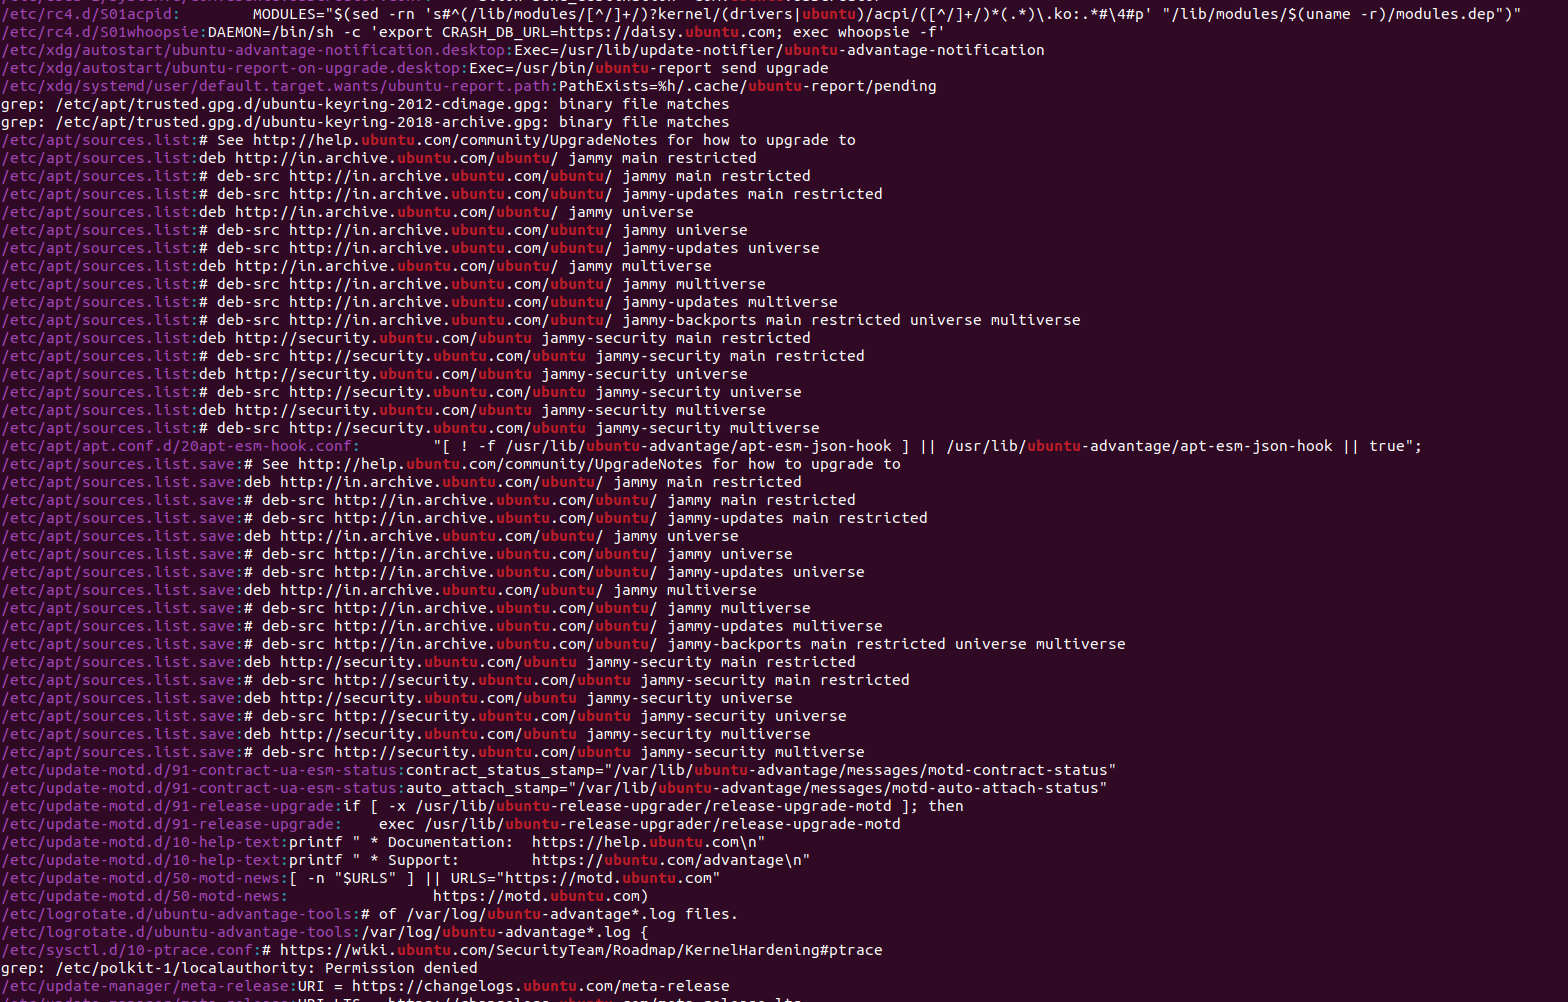 /etc/rc4.d/S01acpid:        MODULES="$(sed -rn 's#^(/lib/modules/[^/]+/)?kernel/(drivers|ubuntu)/acpi/([^/]+/)*(.*)\.ko:.*#\4#p' "/lib/modules/$(uname -r)/modules.dep")"
/etc/rc4.d/S01whoopsie:DAEMON=/bin/sh -c 'export CRASH_DB_URL=https://daisy.ubuntu.com; exec whoopsie -f'
/etc/xdg/autostart/ubuntu-advantage-notification.desktop:Exec=/usr/lib/update-notifier/ubuntu-advantage-notification
/etc/xdg/autostart/ubuntu-report-on-upgrade.desktop:Exec=/usr/bin/ubuntu-report send upgrade
/etc/xdg/systemd/user/default.target.wants/ubuntu-report.path:PathExists=%h/.cache/ubuntu-report/pending
grep: /etc/apt/trusted.gpg.d/ubuntu-keyring-2012-cdimage.gpg: binary file matches
grep: /etc/apt/trusted.gpg.d/ubuntu-keyring-2018-archive.gpg: binary file matches
/etc/apt/sources.list:# See http://help.ubuntu.com/community/UpgradeNotes for how to upgrade to
/etc/apt/sources.list:deb http://in.archive.ubuntu.com/ubuntu/ jammy main restricted
/etc/apt/sources.list:# deb-src http://in.archive.ubuntu.com/ubuntu/ jammy main restricted
/etc/apt/sources.list:# deb-src http://in.archive.ubuntu.com/ubuntu/ jammy-updates main restricted
/etc/apt/sources.list:deb http://in.archive.ubuntu.com/ubuntu/ jammy universe
/etc/apt/sources.list:# deb-src http://in.archive.ubuntu.com/ubuntu/ jammy universe
/etc/apt/sources.list:# deb-src http://in.archive.ubuntu.com/ubuntu/ jammy-updates universe
/etc/apt/sources.list:deb http://in.archive.ubuntu.com/ubuntu/ jammy multiverse
/etc/apt/sources.list:# deb-src http://in.archive.ubuntu.com/ubuntu/ jammy multiverse
/etc/apt/sources.list:# deb-src http://in.archive.ubuntu.com/ubuntu/ jammy-updates multiverse
/etc/apt/sources.list:# deb-src http://in.archive.ubuntu.com/ubuntu/ jammy-backports main restricted universe multiverse
/etc/apt/sources.list:deb http://security.ubuntu.com/ubuntu jammy-security main restricted
/etc/apt/sources.list:# deb-src http://security.ubuntu.com/ubuntu jammy-security main restricted
/etc/apt/sources.list:deb http://security.ubuntu.com/ubuntu jammy-security universe
/etc/apt/sources.list:# deb-src http://security.ubuntu.com/ubuntu jammy-security universe
/etc/apt/sources.list:deb http://security.ubuntu.com/ubuntu jammy-security multiverse
/etc/apt/sources.list:# deb-src http://security.ubuntu.com/ubuntu jammy-security multiverse
/etc/apt/apt.conf.d/20apt-esm-hook.conf:        "[ ! -f /usr/lib/ubuntu-advantage/apt-esm-json-hook ] || /usr/lib/ubuntu-advantage/apt-esm-json-hook || true";
/etc/apt/sources.list.save:# See http://help.ubuntu.com/community/UpgradeNotes for how to upgrade to
/etc/apt/sources.list.save:deb http://in.archive.ubuntu.com/ubuntu/ jammy main restricted
/etc/apt/sources.list.save:# deb-src http://in.archive.ubuntu.com/ubuntu/ jammy main restricted
/etc/apt/sources.list.save:# deb-src http://in.archive.ubuntu.com/ubuntu/ jammy-updates main restricted
/etc/apt/sources.list.save:deb http://in.archive.ubuntu.com/ubuntu/ jammy universe
/etc/apt/sources.list.save:# deb-src http://in.archive.ubuntu.com/ubuntu/ jammy universe
/etc/apt/sources.list.save:# deb-src http://in.archive.ubuntu.com/ubuntu/ jammy-updates universe
/etc/apt/sources.list.save:deb http://in.archive.ubuntu.com/ubuntu/ jammy multiverse
/etc/apt/sources.list.save:# deb-src http://in.archive.ubuntu.com/ubuntu/ jammy multiverse
/etc/apt/sources.list.save:# deb-src http://in.archive.ubuntu.com/ubuntu/ jammy-updates multiverse
/etc/apt/sources.list.save:# deb-src http://in.archive.ubuntu.com/ubuntu/ jammy-backports main restricted universe multiverse
/etc/apt/sources.list.save:deb http://security.ubuntu.com/ubuntu jammy-security main restricted
/etc/apt/sources.list.save:# deb-src http://security.ubuntu.com/ubuntu jammy-security main restricted
/etc/apt/sources.list.save:deb http://security.ubuntu.com/ubuntu jammy-security universe
/etc/apt/sources.list.save:# deb-src http://security.ubuntu.com/ubuntu jammy-security universe
/etc/apt/sources.list.save:deb http://security.ubuntu.com/ubuntu jammy-security multiverse
/etc/apt/sources.list.save:# deb-src http://security.ubuntu.com/ubuntu jammy-security multiverse
/etc/update-motd.d/91-contract-ua-esm-status:contract_status_stamp="/var/lib/ubuntu-advantage/messages/motd-contract-status"
/etc/update-motd.d/91-contract-ua-esm-status:auto_attach_stamp="/var/lib/ubuntu-advantage/messages/motd-auto-attach-status"
/etc/update-motd.d/91-release-upgrade:if [ -x /usr/lib/ubuntu-release-upgrader/release-upgrade-motd ]; then
/etc/update-motd.d/91-release-upgrade:    exec /usr/lib/ubuntu-release-upgrader/release-upgrade-motd
/etc/update-motd.d/10-help-text:printf " * Documentation:  https://help.ubuntu.com\n"
/etc/update-motd.d/10-help-text:printf " * Support:        https://ubuntu.com/advantage\n"
/etc/update-motd.d/50-motd-news:[ -n "$URLS" ] || URLS="https://motd.ubuntu.com"
/etc/update-motd.d/50-motd-news:                https://motd.ubuntu.com)
/etc/logrotate.d/ubuntu-advantage-tools:# of /var/log/ubuntu-advantage*.log files.
/etc/logrotate.d/ubuntu-advantage-tools:/var/log/ubuntu-advantage*.log {
/etc/sysctl.d/10-ptrace.conf:# https://wiki.ubuntu.com/SecurityTeam/Roadmap/KernelHardening#ptrace
grep: /etc/polkit-1/localauthority: Permission denied
/etc/update-manager/meta-release:URI = https://changelogs.ubuntu.com/meta-release